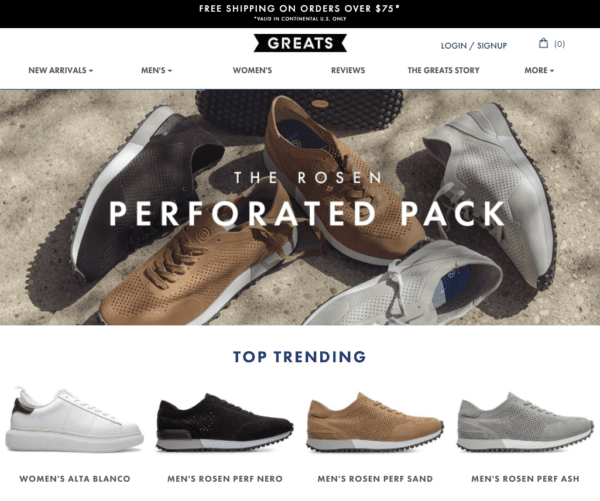 FREE SHIPPING ON ORDERS OVER $75*
*VALID IN CONTINENTAL U.S. ONLY
GREATS
LOGIN / SIGNUP
(0)
NEW ARRIVALS
MEN'S
WOMEN'S
REVIEWS
THE GREATS STORY
MORE
THE ROSEN
PERFORATED PACK
TOP TRENDING
WOMEN'S ALTA BLANCO
MEN'S ROSEN PERF NERO
MEN'S ROSEN PERF SAND
MEN'S ROSEN PERF ASH